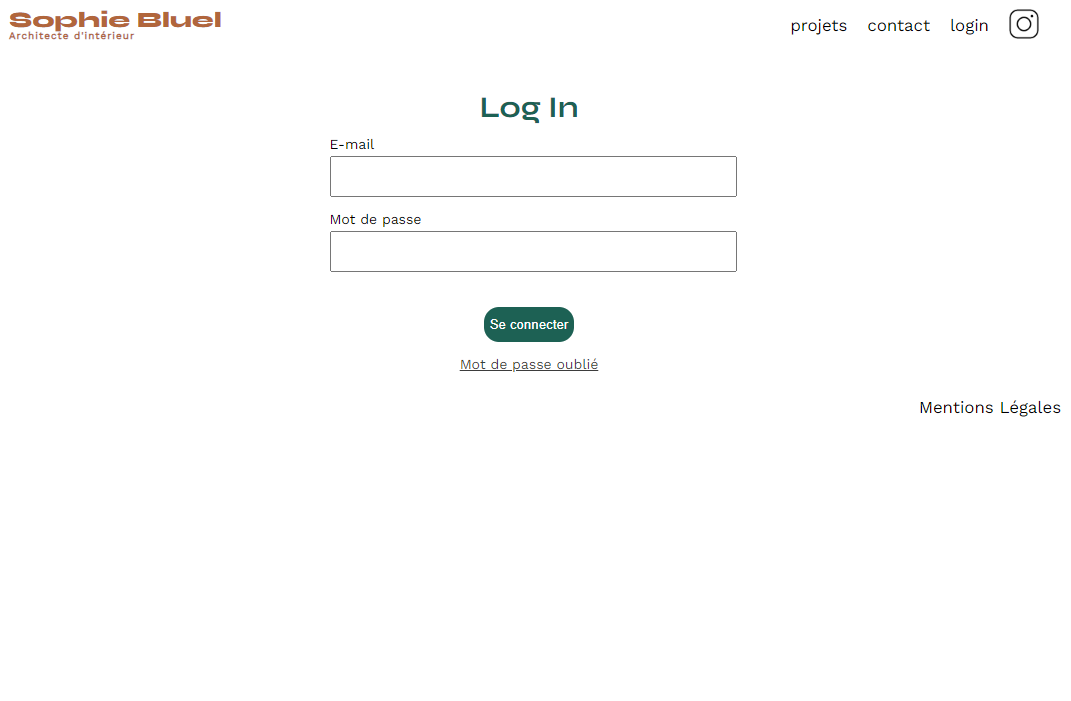 Sophie Bluel
Architecte d'intérieur
projets contact login
Log In
E-mail
Mot de passe
Se connecter
Mot de passe oublié
Mentions Légales